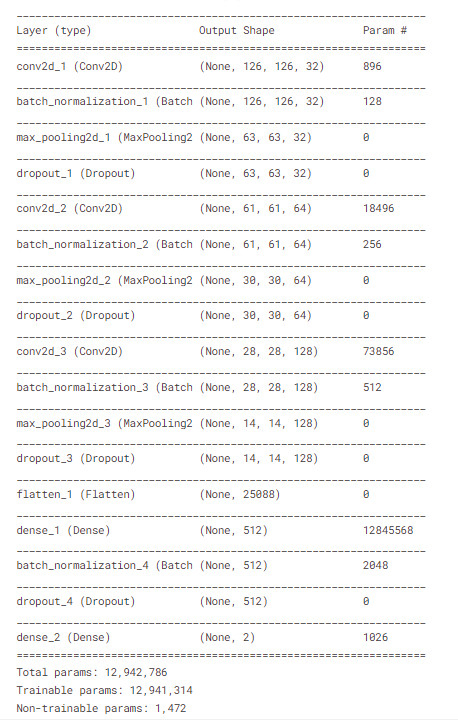 _________________________________________________________________
Layer (type)                 Output Shape              Param #
=================================================================
conv2d_1 (Conv2D)            (None, 126, 126, 32)      896
_________________________________________________________________
batch_normalization_1 (Batch (None, 126, 126, 32)      128
_________________________________________________________________
max_pooling2d_1 (MaxPooling2 (None, 63, 63, 32)        0
_________________________________________________________________
dropout_1 (Dropout)          (None, 63, 63, 32)        0
_________________________________________________________________
conv2d_2 (Conv2D)            (None, 61, 61, 64)        18496
_________________________________________________________________
batch_normalization_2 (Batch (None, 61, 61, 64)        256
_________________________________________________________________
max_pooling2d_2 (MaxPooling2 (None, 30, 30, 64)        0
_________________________________________________________________
dropout_2 (Dropout)          (None, 30, 30, 64)        0
_________________________________________________________________
conv2d_3 (Conv2D)            (None, 28, 28, 128)       73856
_________________________________________________________________
batch_normalization_3 (Batch (None, 28, 28, 128)       512
_________________________________________________________________
max_pooling2d_3 (MaxPooling2 (None, 14, 14, 128)       0
_________________________________________________________________
dropout_3 (Dropout)          (None, 14, 14, 128)       0
_________________________________________________________________
flatten_1 (Flatten)          (None, 25088)             0
_________________________________________________________________
dense_1 (Dense)              (None, 512)               12845568
_________________________________________________________________
batch_normalization_4 (Batch (None, 512)               2048
_________________________________________________________________
dropout_4 (Dropout)          (None, 512)               0
_________________________________________________________________
dense_2 (Dense)              (None, 2)                 1026
=================================================================
Total params: 12,942,786
Trainable params: 12,941,314
Non-trainable params: 1,472